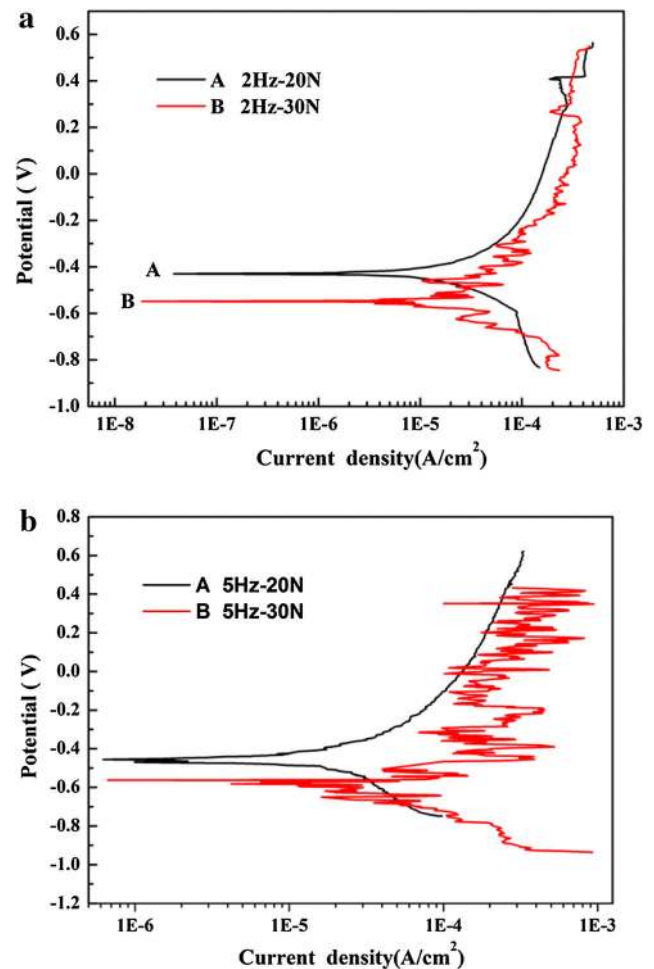 a
0.6
0.4
0.2
0.0
-0.2
-0.4
-0.6
-0.8
-1.0
Potential ( V)
A 2Hz-20N
B 2Hz-30N
A
B
1E-8 1E-7 1E-6 1E-5 1E-4 1E-3
Current density(A/cm²)
b
0.8
0.6
0.4
0.2
0.0
-0.2
-0.4
-0.6
-0.8
-1.0
-1.2
Potential ( V)
A 5Hz-20N
B 5Hz-30N
1E-6 1E-5 1E-4 1E-3
Current density(A/cm²)